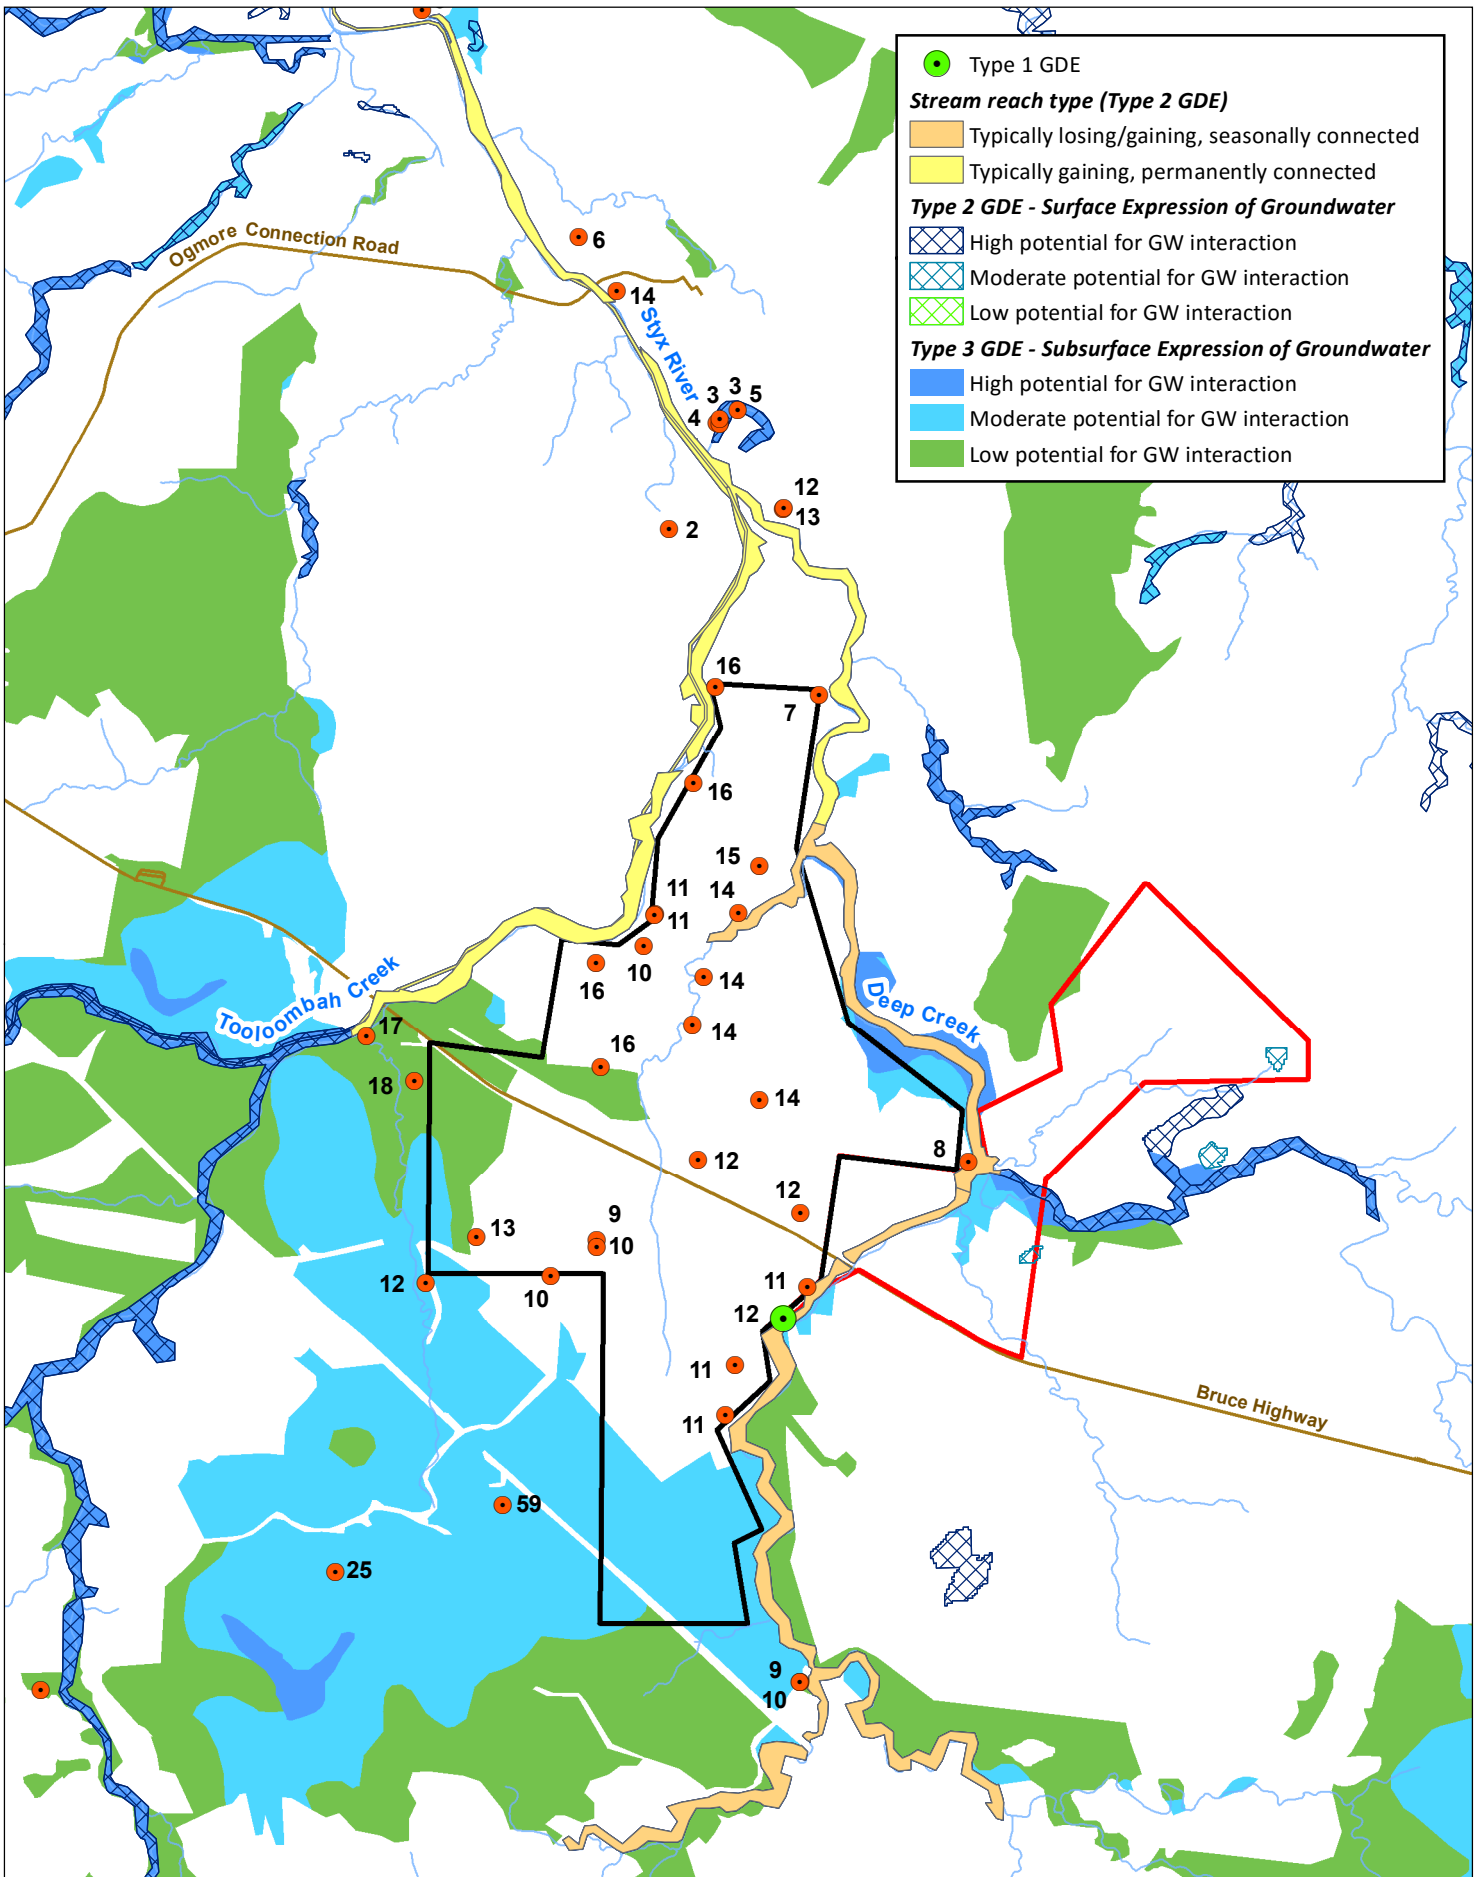 Type 1 GDE
Stream reach type (Type 2 GDE)
Typically losing/gaining, seasonally connected
Typically gaining, permanently connected
Type 2 GDE - Surface Expression of Groundwater
High potential for GW interaction
Moderate potential for GW interaction
Low potential for GW interaction
Type 3 GDE - Subsurface Expression of Groundwater
High potential for GW interaction
Moderate potential for GW interaction
Low potential for GW interaction
Ogmore Connection Road
6
14
Styx River
3 3 5
4
12
2
13
16
7
16
15
11 14
11
10
16
14
Tooloombah Creek
Deep Creek
17
14
16
18
14
8
12
12
9
13
10
12
10
11
12
11
Bruce Highway
11
59
25
9
10